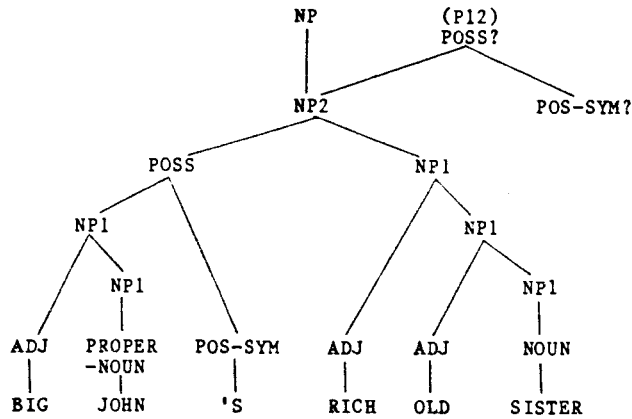 NP (P12)
POSS?
NP2 POS-SYM?
POSS NP1
NP1 NP1
NP1 NP1
ADJ PROPER POS-SYM ADJ ADJ NOUN
-NOUN
BIG JOHN 'S RICH OLD SISTER